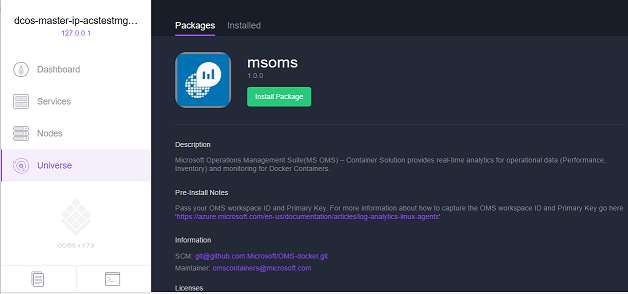 dcos-master-ip-acstestmg...
127.0.0.1
Dashboard
Services
Nodes
Universe
DC/OS v.1.7.3
Packages Installed
msoms
1.0.0
Install Package
Description
Microsoft Operations Management Suite(MS OMS) – Container Solution provides real-time analytics for operational data (Performance,
Inventory) and monitoring for Docker Containers.
Pre-Install Notes
Pass your OMS workspace ID and Primary Key. For more information about how to capture the OMS workspace ID and Primary Key go here
'https://azure.microsoft.com/en-us/documentation/articles/log-analytics-linux-agents'
Information
SCM: git@github.com:Microsoft/OMS-docker.git
Maintainer: omscontainers@microsoft.com
Licenses